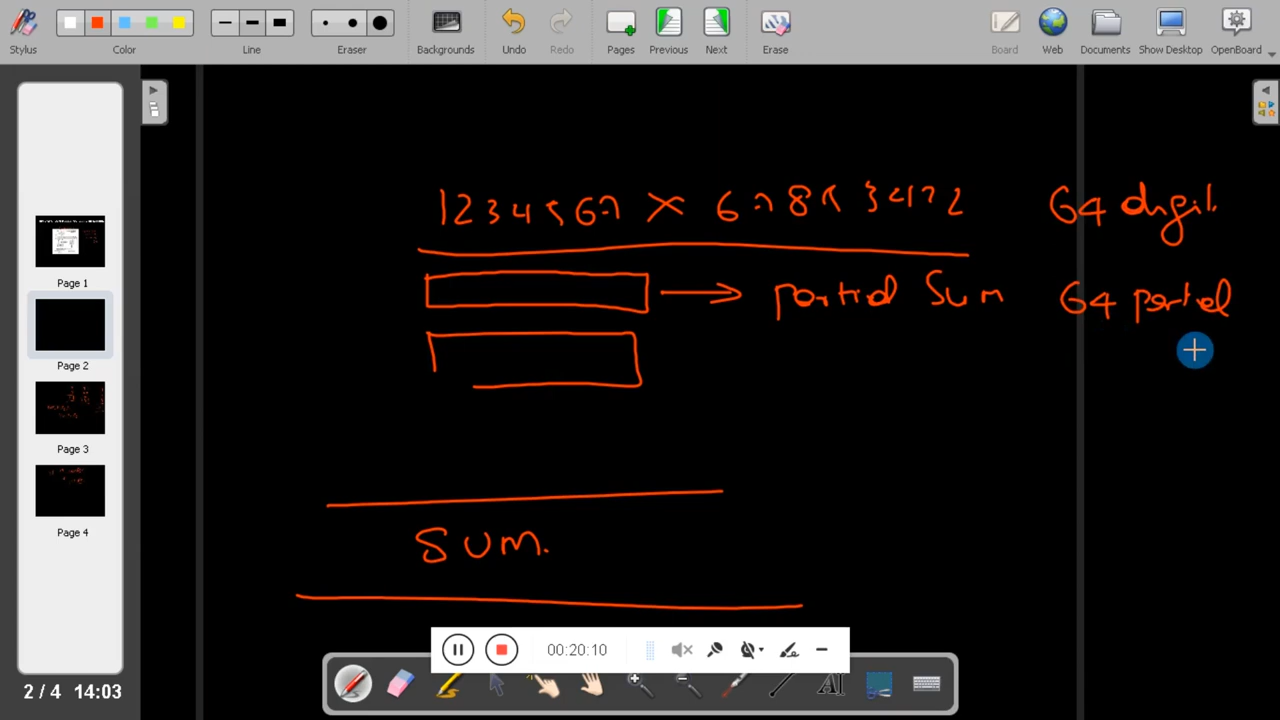 Stylus
Color
Line
Eraser
Backgrounds
Undo
Redo
Pages
Previous
Next
Erase
Board
Web
Documents
Show Desktop
OpenBoard
Page 1
Page 2
Page 3
Page 4
1234567 × 67853472 64 digit.
→ partial Sum 64 partial
Sum.
00:20:10
2 / 4 14:03